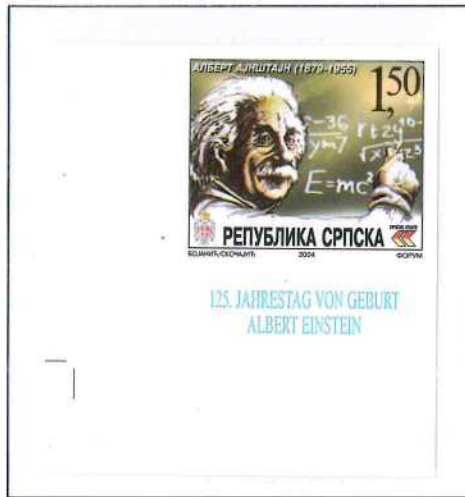 АЛБЕРТ АЈНШТАЈН (1879-1955)
1,50
E=mc²
РЕПУБЛИКА СРПСКА
2004
ФОРУМ
125. JAHRESTAG VON GEBURT
ALBERT EINSTEIN